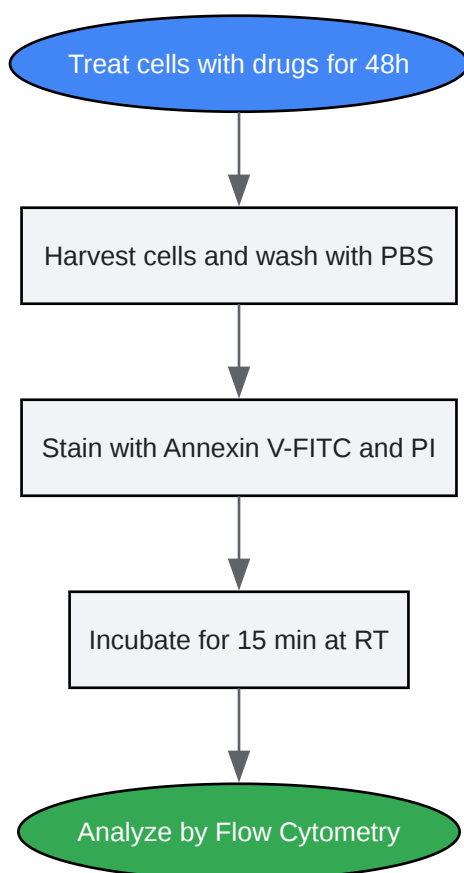 Treat cells with drugs for 48h
Harvest cells and wash with PBS
Stain with Annexin V-FITC and PI
Incubate for 15 min at RT
Analyze by Flow Cytometry